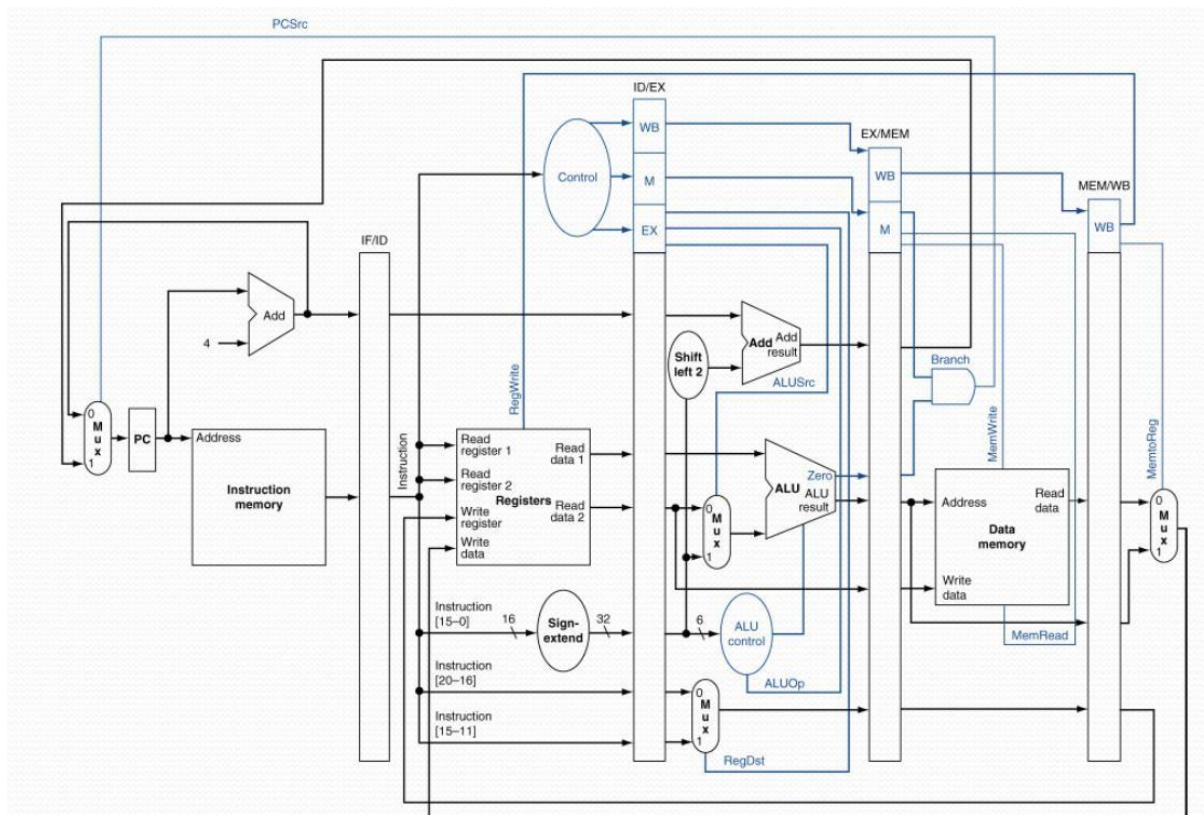 PCSrc
ID/EX
WB
EX/MEM
Control
M
WB
MEM/WB
EX
M
WB
IF/ID
Add
4
Add
Add
result
Shift
left 2
Branch
ALUSrc
RegWrite
MemWrite
MemtoReg
0
M
u
x
1
PC
Address
Instruction
memory
Instruction
Read
register 1
Read
register 2
Write
register
Write
data
Registers
Read
data 1
Read
data 2
0
M
u
x
1
ALU
Zero
ALU
result
Address
Read
data
Data
memory
Write
data
MemRead
0
M
u
x
1
Instruction
[15–0]
16
Sign-
extend
32
6
ALU
control
ALUOp
Instruction
[20–16]
Instruction
[15–11]
0
M
u
x
1
RegDst